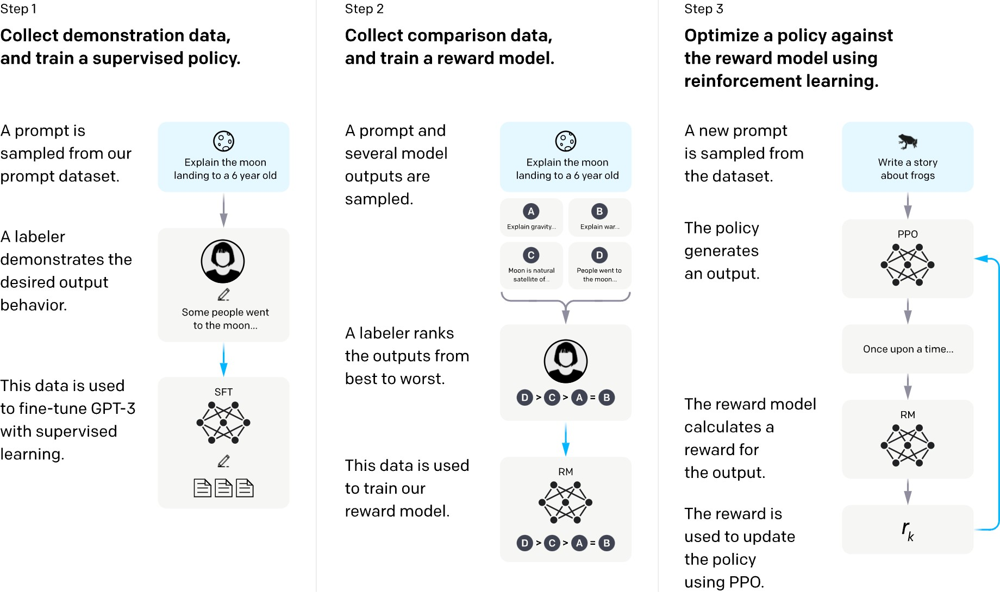 Step 1
Collect demonstration data,
and train a supervised policy.
A prompt is
sampled from our
prompt dataset.
Explain the moon
landing to a 6 year old
A labeler
demonstrates the
desired output
behavior.
Some people went
to the moon...
This data is used
to fine-tune GPT-3
with supervised
learning.
SFT
Step 2
Collect comparison data,
and train a reward model.
A prompt and
several model
outputs are
sampled.
Explain the moon
landing to a 6 year old
A
Explain gravity...
B
Explain war...
C
Moon is natural
satellite of...
D
People went to
the moon...
A labeler ranks
the outputs from
best to worst.
D > C > A = B
This data is used
to train our
reward model.
RM
D > C > A = B
Step 3
Optimize a policy against
the reward model using
reinforcement learning.
A new prompt
is sampled from
the dataset.
Write a story
about frogs
The policy
generates
an output.
PPO
Once upon a time...
The reward model
calculates a
reward for
the output.
RM
The reward is
used to update
the policy
using PPO.
r_k